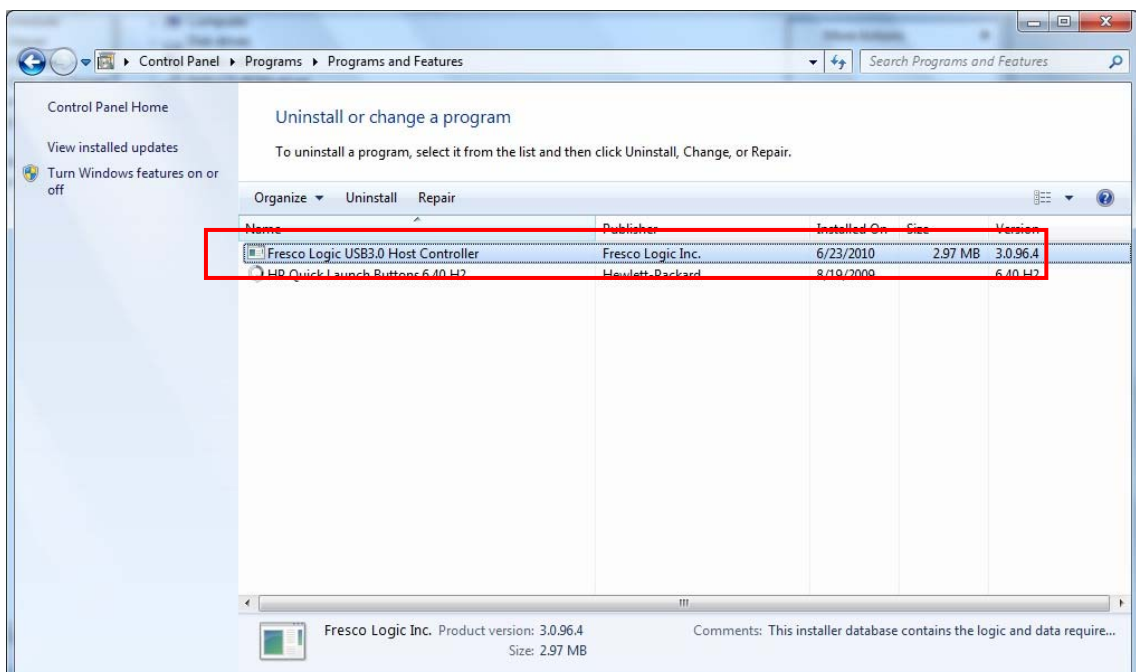 Control Panel ▸ Programs ▸ Programs and Features
Search Programs and Features
Control Panel Home
View installed updates
Turn Windows features on or
off
Uninstall or change a program
To uninstall a program, select it from the list and then click Uninstall, Change, or Repair.
Organize Uninstall Repair
Name Publisher Installed On Size Version
Fresco Logic USB3.0 Host Controller Fresco Logic Inc. 6/23/2010 2.97 MB 3.0.96.4
HP Quick Launch Buttons 6.40 H2 Hewlett-Packard 8/19/2009 6.40 H2
Fresco Logic Inc. Product version: 3.0.96.4 Comments: This installer database contains the logic and data require...
Size: 2.97 MB